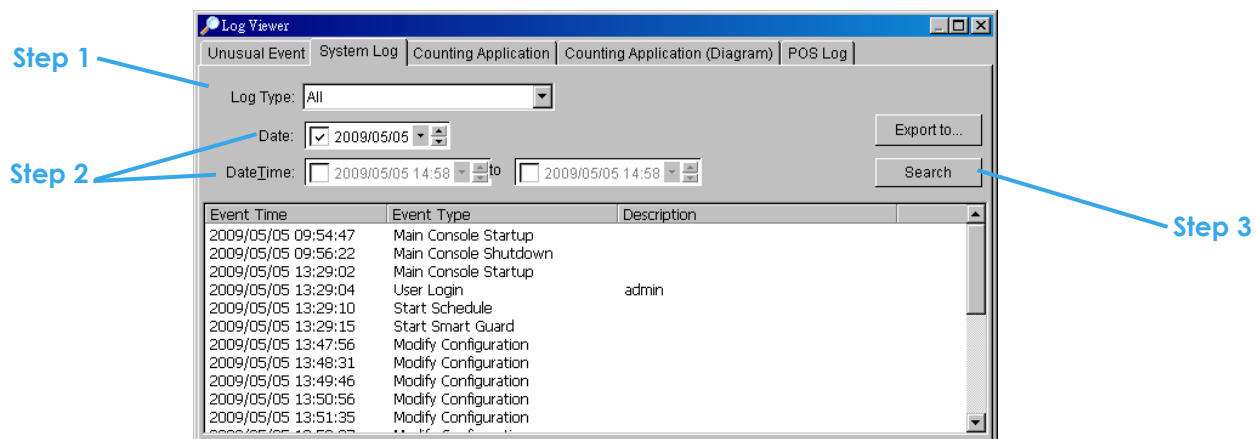 Log Viewer
Unusual Event System Log Counting Application Counting Application (Diagram) POS Log
Step 1
Log Type: All
Date: 2009/05/05
Export to...
Step 2
DateTime: 2009/05/05 14:58 to 2009/05/05 14:58
Search
Step 3
Event Time Event Type Description
2009/05/05 09:54:47 Main Console Startup
2009/05/05 09:56:22 Main Console Shutdown
2009/05/05 13:29:02 Main Console Startup
2009/05/05 13:29:04 User Login admin
2009/05/05 13:29:10 Start Schedule
2009/05/05 13:29:15 Start Smart Guard
2009/05/05 13:47:56 Modify Configuration
2009/05/05 13:48:31 Modify Configuration
2009/05/05 13:49:46 Modify Configuration
2009/05/05 13:50:56 Modify Configuration
2009/05/05 13:51:35 Modify Configuration